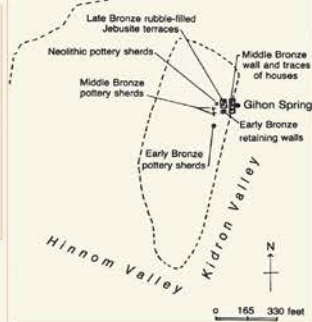 Late Bronze rubble-filled
Jebusite terraces
Neolithic pottery sherds
Middle Bronze
wall and traces
of houses
Middle Bronze
pottery sherds
Gihon Spring
Early Bronze
retaining walls
Early Bronze
pottery sherds
Kidron Valley
Hinnom Valley
N
0 165 330 feet